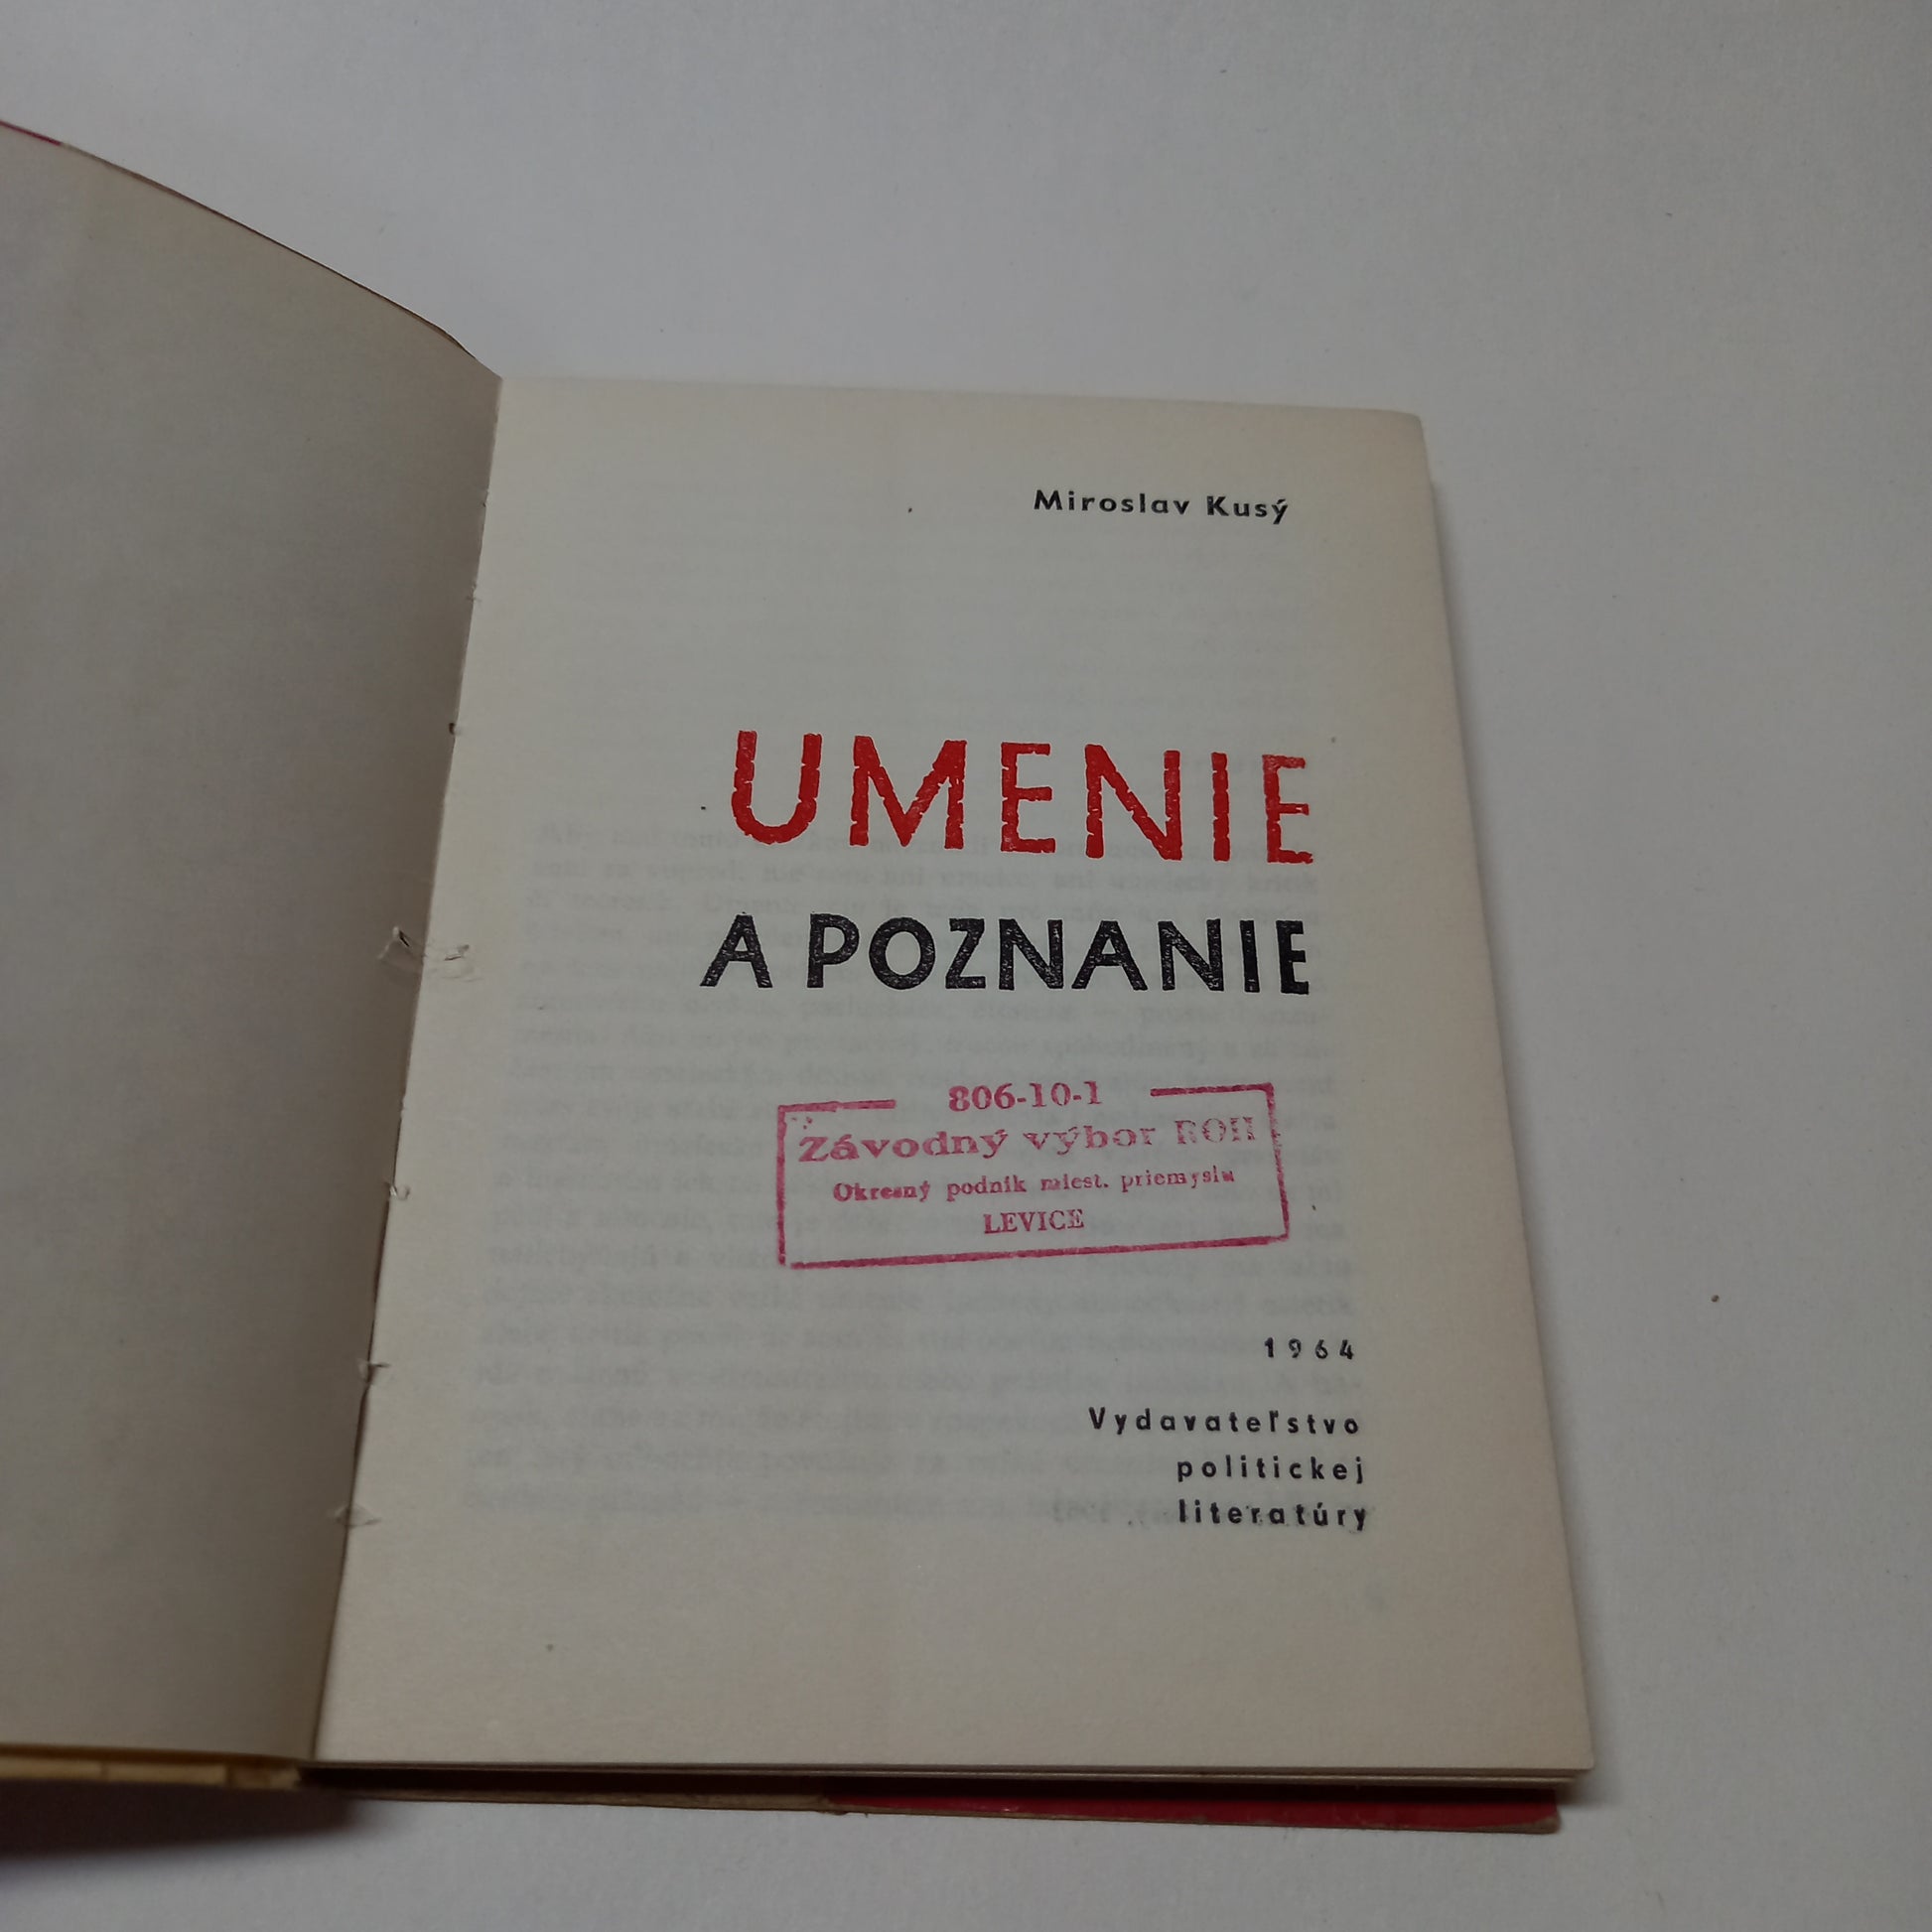 Miroslav Kusý
UMENIE
A POZNANIE
806-10-1
Závodný výbor ROH
Okresný podnik miest. priemyslu
LEVICE
1964
Vydavateľstvo
politickej
literatúry